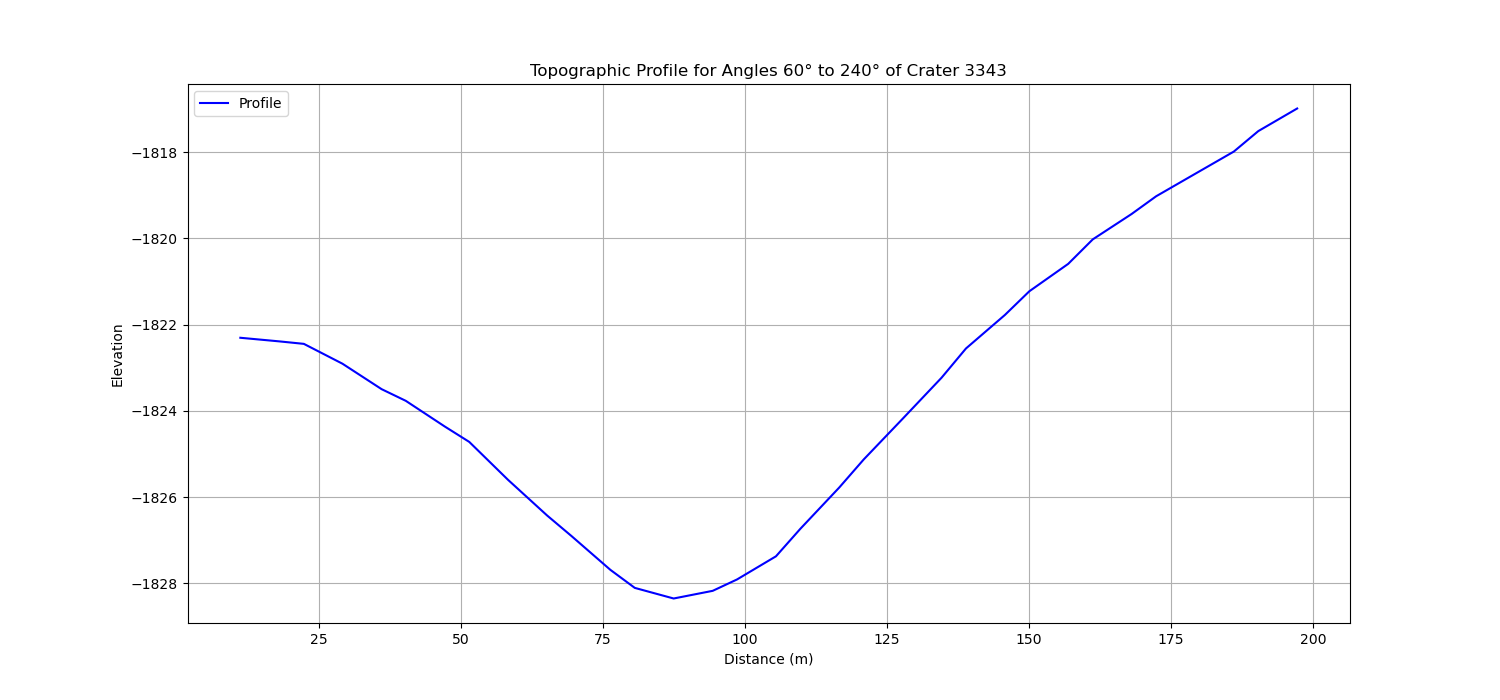 Topographic Profile for Angles 60° to 240° of Crater 3343
Profile
−1818
−1820
−1822
−1824
−1826
−1828
Elevation
25 50 75 100 125 150 175 200
Distance (m)